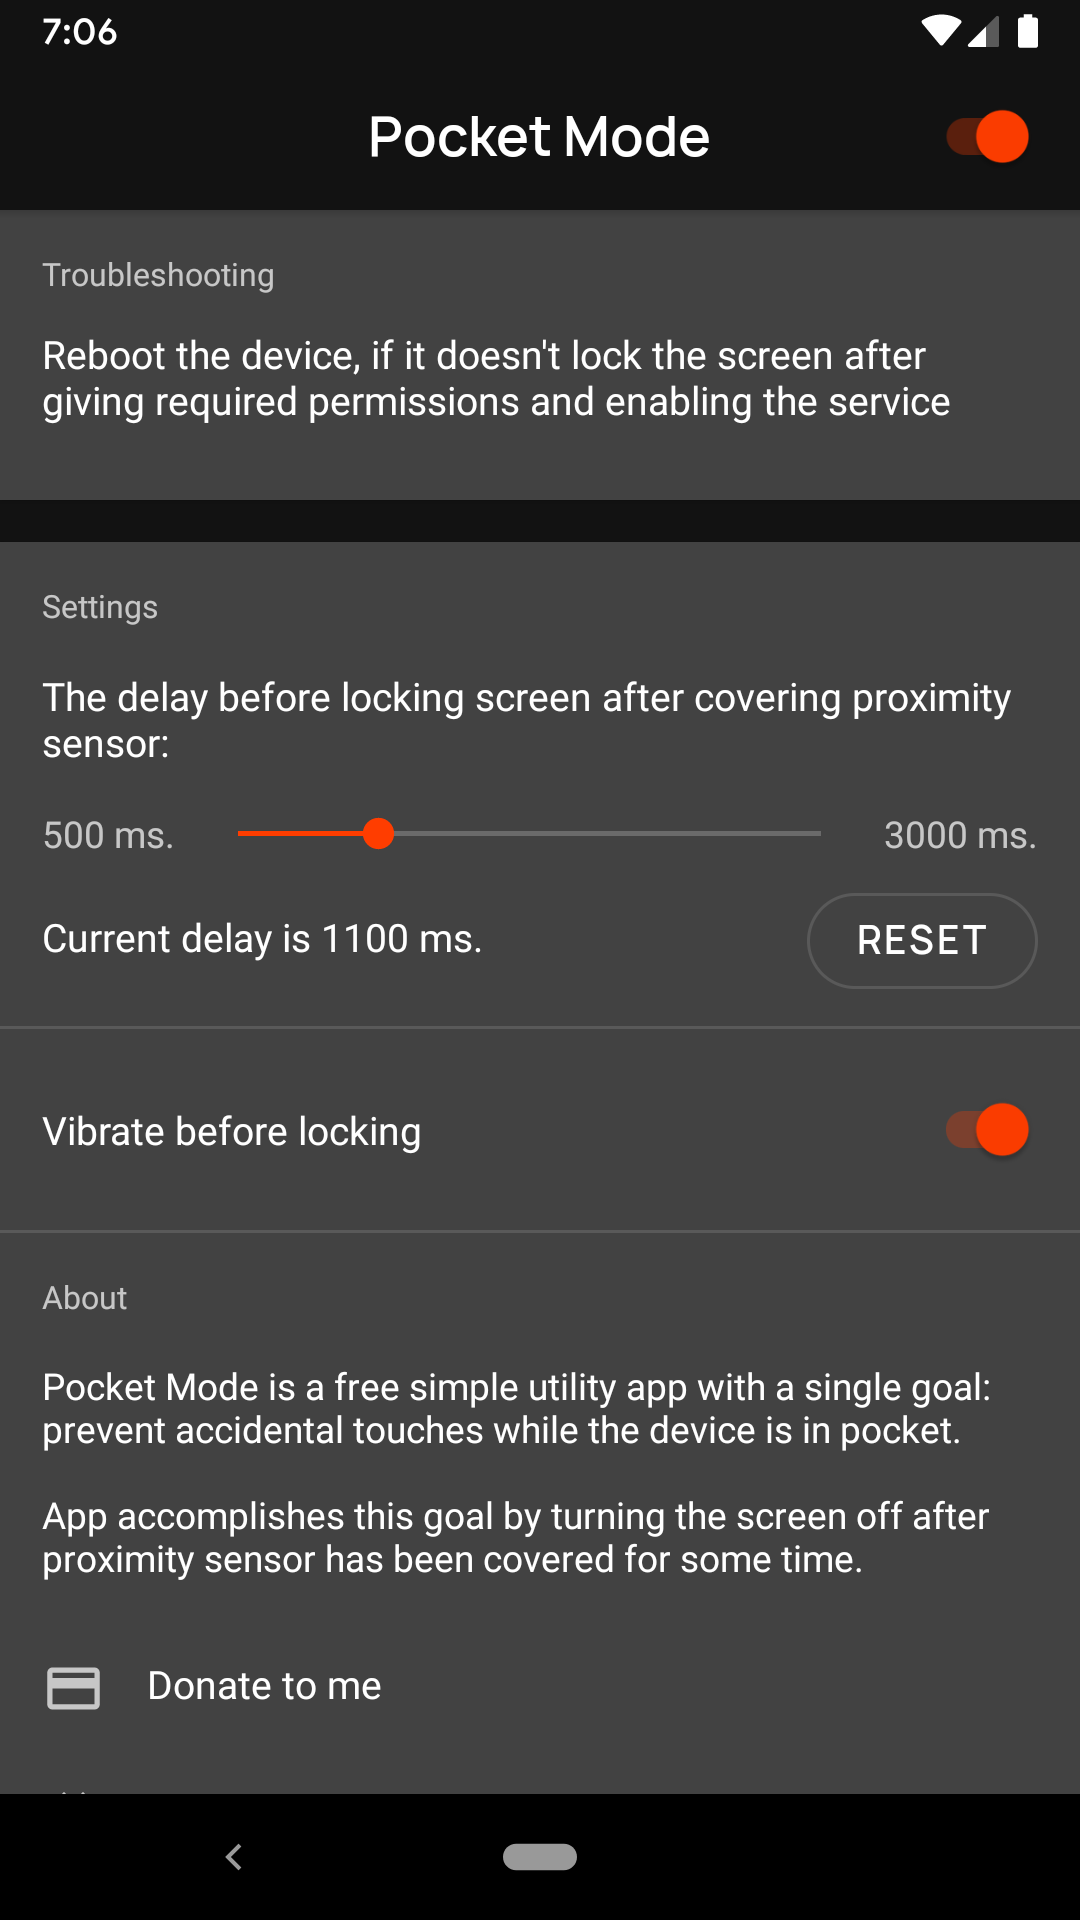 7:06
Pocket Mode
Troubleshooting
Reboot the device, if it doesn't lock the screen after
giving required permissions and enabling the service
Settings
The delay before locking screen after covering proximity
sensor:
500 ms.
3000 ms.
Current delay is 1100 ms.
RESET
Vibrate before locking
About
Pocket Mode is a free simple utility app with a single goal:
prevent accidental touches while the device is in pocket.
App accomplishes this goal by turning the screen off after
proximity sensor has been covered for some time.
Donate to me